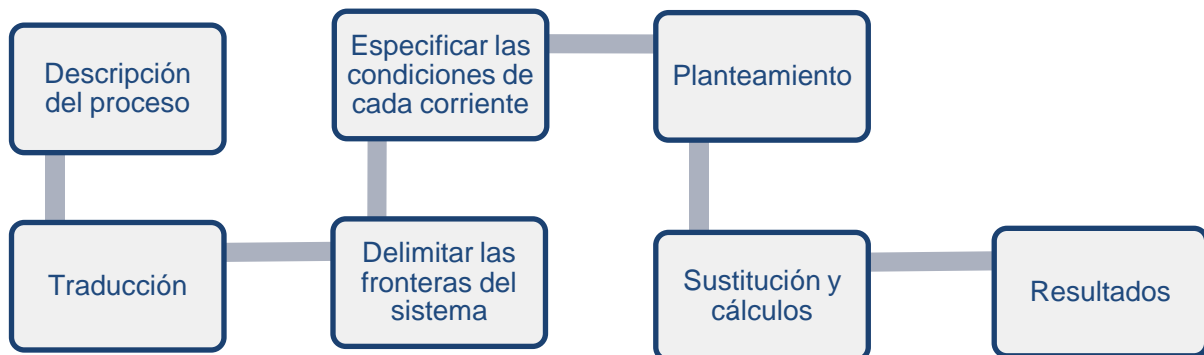 Descripción
del proceso
Traducción
Delimitar las
fronteras del
sistema
Especificar las
condiciones de
cada corriente
Planteamiento
Sustitución y
cálculos
Resultados